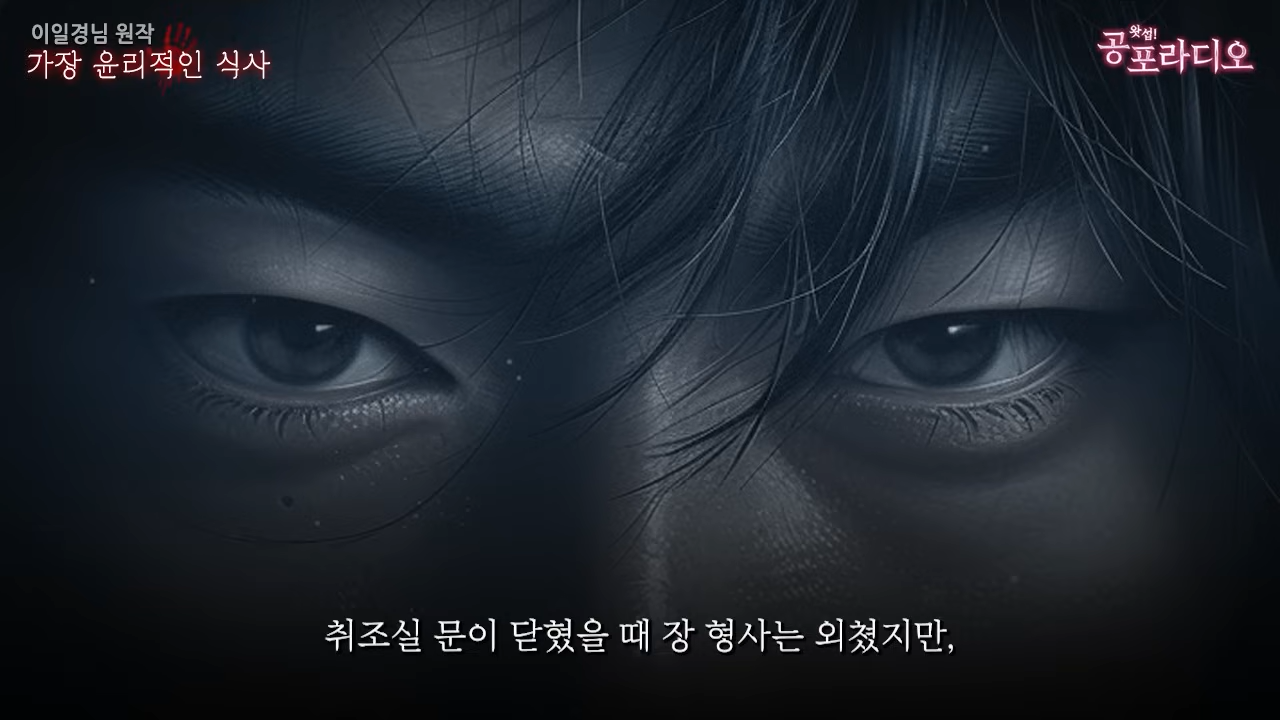 이일경님 원작
가장 윤리적인 식사
왓섭!
공포라디오
취조실 문이 닫혔을 때 장 형사는 외쳤지만,